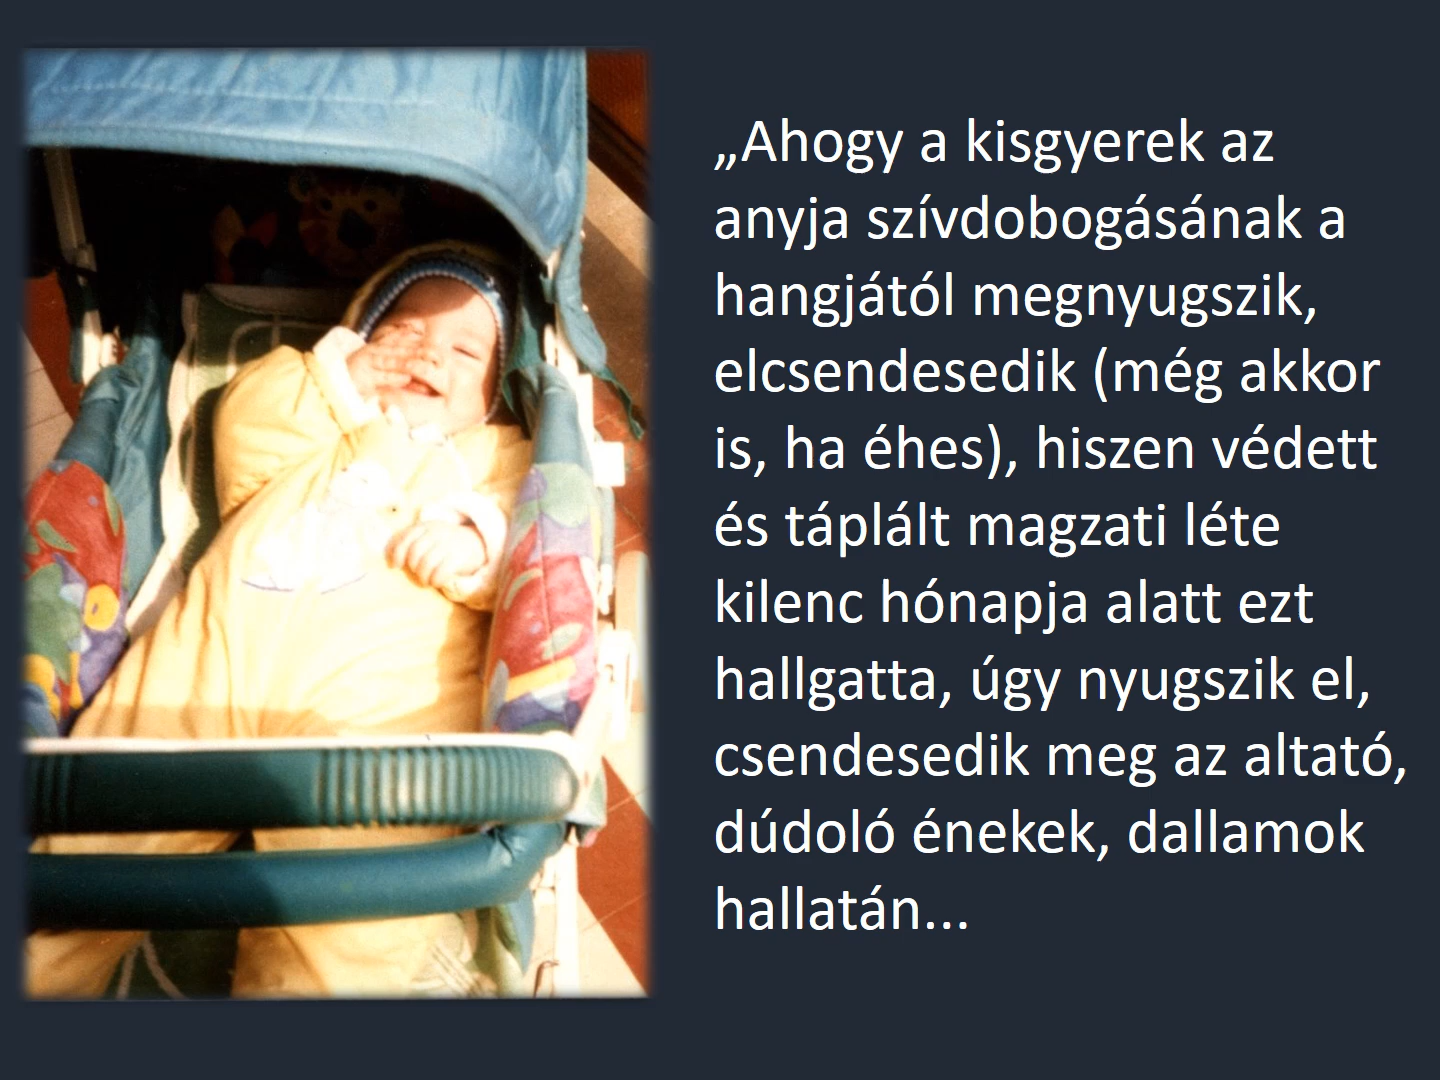 „Ahogy a kisgyerek az
anyja szívdobogásának a
hangjától megnyugszik,
elcsendesedik (még akkor
is, ha éhes), hiszen védett
és táplált magzati léte
kilenc hónapja alatt ezt
hallgatta, úgy nyugszik el,
csendesedik meg az altató,
dúdoló énekek, dallamok
hallatán...